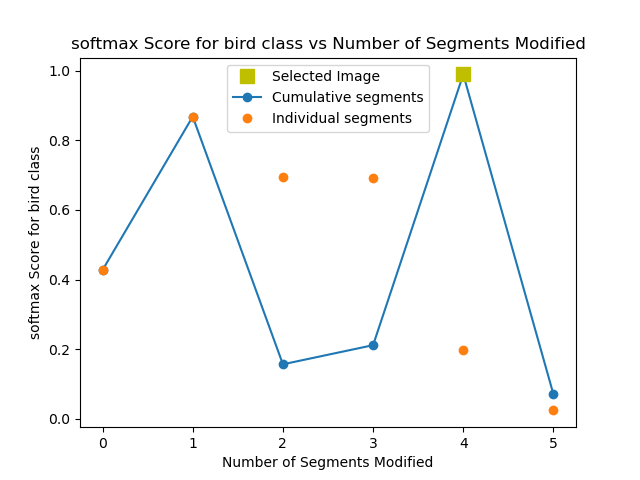 softmax Score for bird class vs Number of Segments Modified
softmax Score for bird class
1.0
0.8
0.6
0.4
0.2
0.0
Selected Image
Cumulative segments
Individual segments
0 1 2 3 4 5
Number of Segments Modified